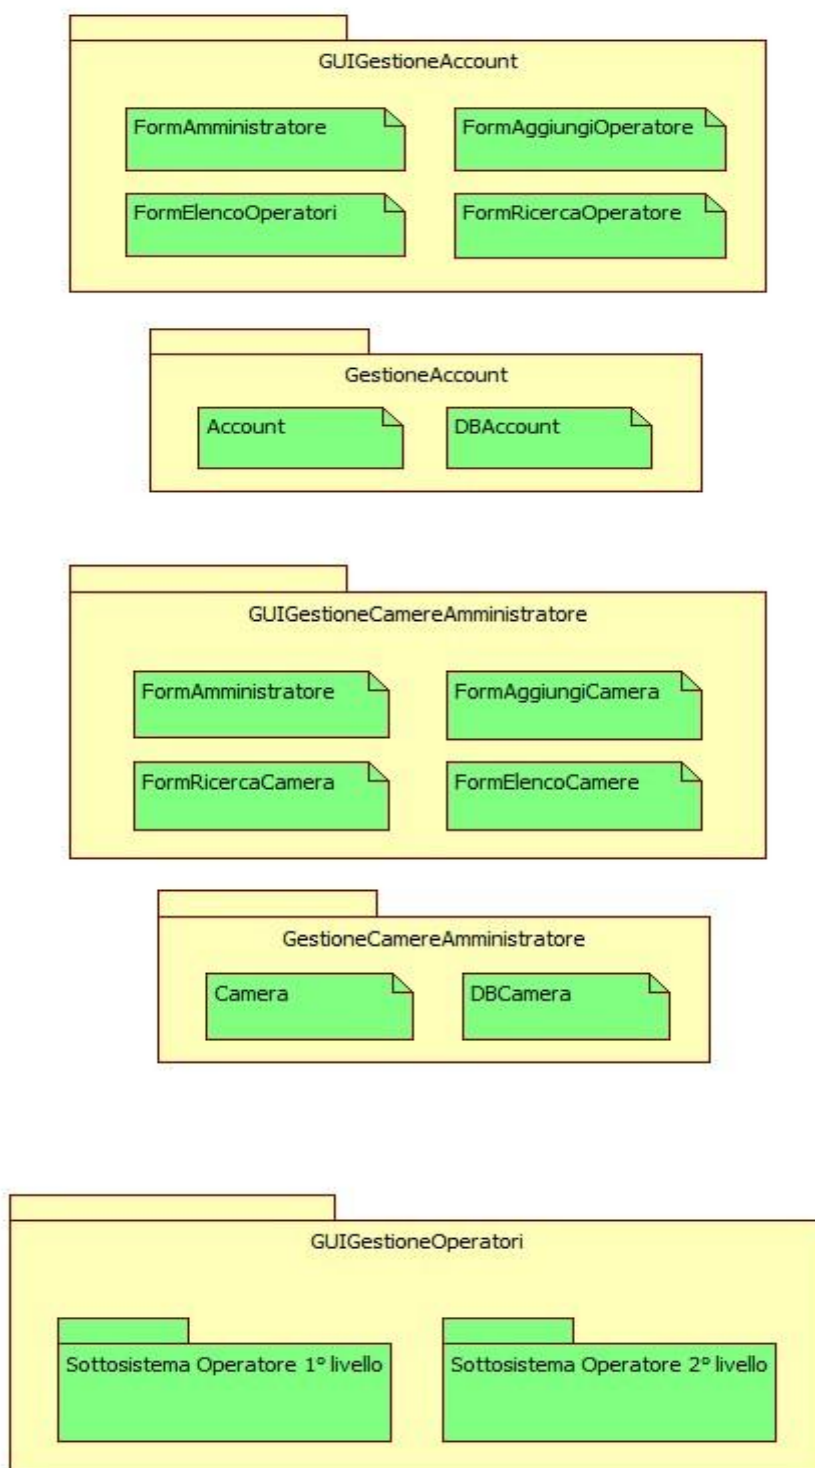 GUIGestioneAccount
FormAmministratore
FormAggiungiOperatore
FormElencoOperatori
FormRicercaOperatore
GestioneAccount
Account
DBAccount
GUIGestioneCamereAmministratore
FormAmministratore
FormAggiungiCamera
FormRicercaCamera
FormElencoCamere
GestioneCamereAmministratore
Camera
DBCamera
GUIGestioneOperatori
Sottosistema Operatore 1° livello
Sottosistema Operatore 2° livello